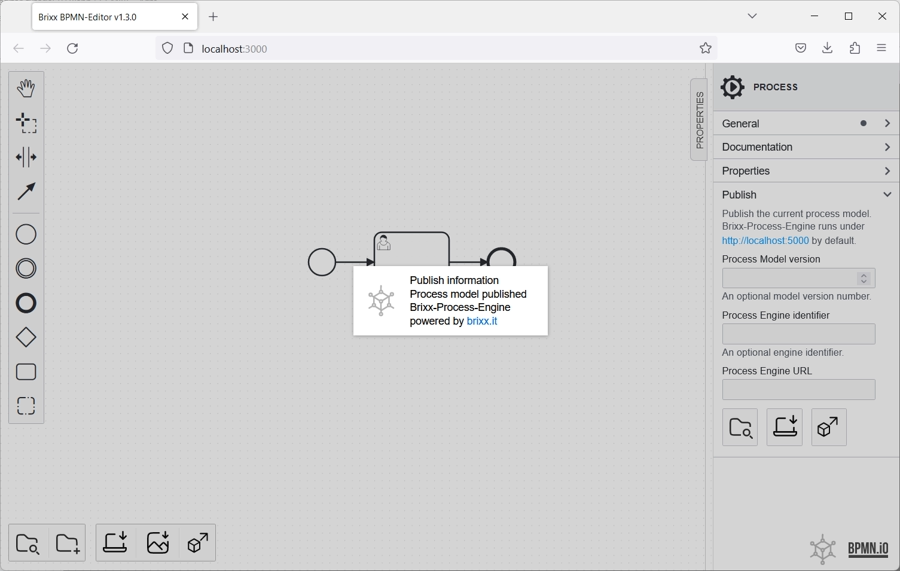 Brixx BPMN-Editor v1.3.0
localhost:3000
PROPERTIES
PROCESS
General
Documentation
Properties
Publish
Publish the current process model.
Brixx-Process-Engine runs under
http://localhost:5000 by default.
Process Model version
An optional model version number.
Process Engine identifier
An optional engine identifier.
Process Engine URL
Publish information
Process model published
Brixx-Process-Engine
powered by brixx.it
BPMN.iO